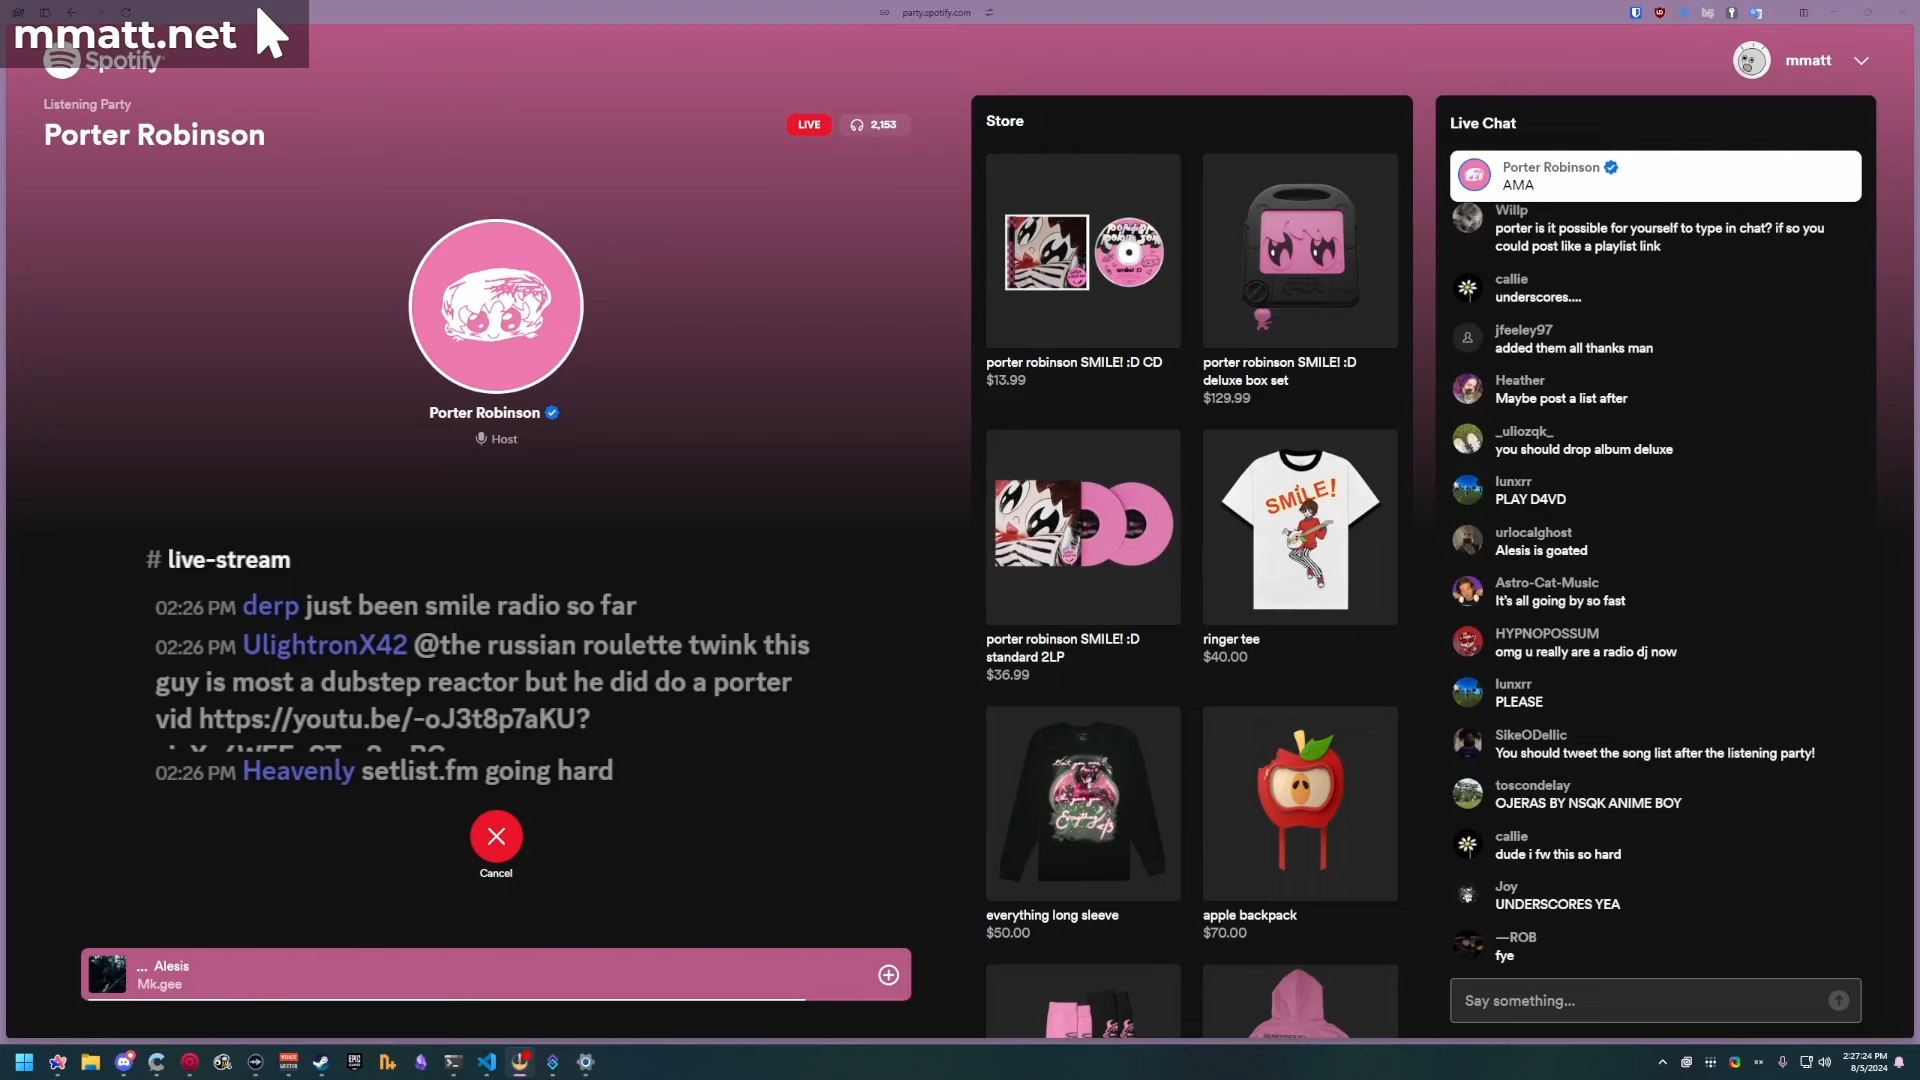 party.spotify.com
mmatt.net
Spotify
mmatt
Listening Party
Porter Robinson
LIVE
2,153
Porter Robinson
Host
# live-stream
02:26 PM derp just been smile radio so far
02:26 PM UlightronX42 @the russian roulette twink this
guy is most a dubstep reactor but he did do a porter
vid https://youtu.be/-oJ3t8p7aKU?
02:26 PM Heavenly setlist.fm going hard
Cancel
... Alesis
Mk.gee
Store
porter robinson SMILE! :D CD
$13.99
porter robinson SMILE! :D
deluxe box set
$129.99
porter robinson SMILE! :D
standard 2LP
$36.99
SMiLE!
ringer tee
$40.00
everything long sleeve
$50.00
apple backpack
$70.00
Live Chat
Porter Robinson
AMA
Willp
porter is it possible for yourself to type in chat? if so you
could post like a playlist link
callie
underscores....
jfeeley97
added them all thanks man
Heather
Maybe post a list after
_uliozqk_
you should drop album deluxe
lunxrr
PLAY D4VD
urlocalghost
Alesis is goated
Astro-Cat-Music
It's all going by so fast
HYPNOPOSSUM
omg u really are a radio dj now
lunxrr
PLEASE
SikeODellic
You should tweet the song list after the listening party!
toscondelay
OJERAS BY NSQK ANIME BOY
callie
dude i fw this so hard
Joy
UNDERSCORES YEA
—ROB
fye
Say something...
2:27:24 PM
8/5/2024